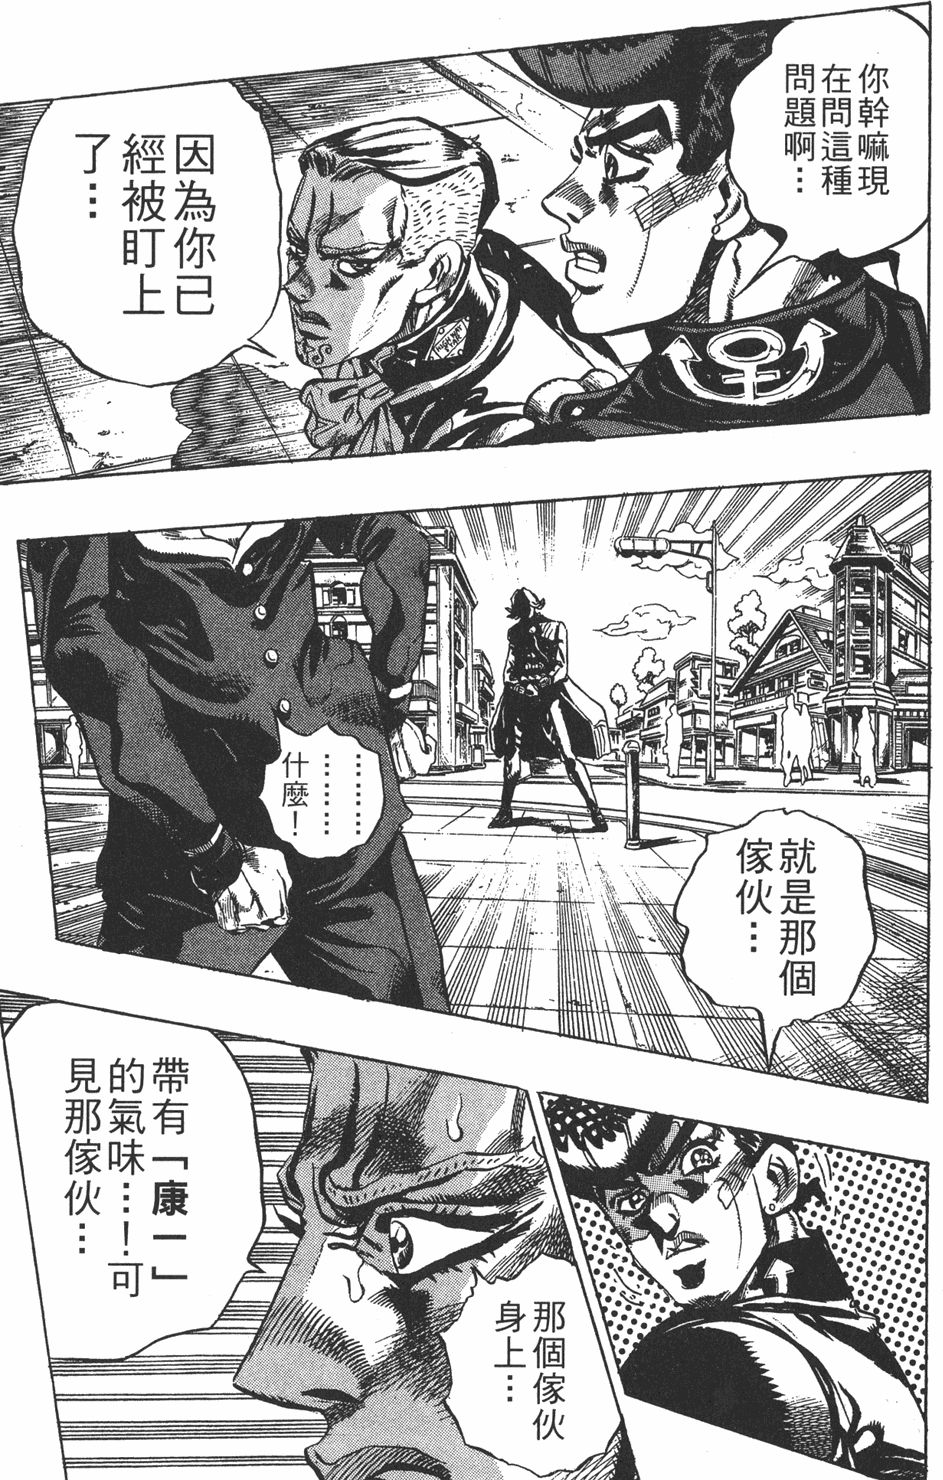 你幹嘛現
在問這種
問題啊…
因為你已
經被盯上
了…
就是那個
傢伙…
…………
…………
什麼！
那個傢伙
身上…
帶有「康一」
的氣味…！可
見那傢伙…